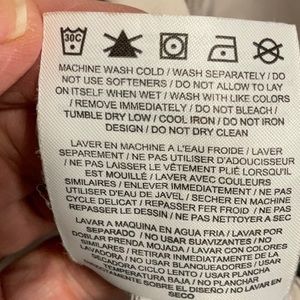 30C
MACHINE WASH COLD / WASH SEPARATELY / DO
NOT USE SOFTENERS / DO NOT ALLOW TO LAY
ON ITSELF WHEN WET / WASH WITH LIKE COLORS
/ REMOVE IMMEDIATELY / DO NOT BLEACH /
TUMBLE DRY LOW / COOL IRON / DO NOT IRON
DESIGN / DO NOT DRY CLEAN
LAVER EN MACHINE A L'EAU FROIDE / LAVER
SEPAREMENT / NE PAS UTILISER D'ADOUCISSEUR
/ NE PAS LAISSER LE VÊTEMENT PLIÉ LORSQU'IL
EST MOUILLÉ / LAVER AVEC COULEURS
SIMILAIRES / ENLEVER IMMEDIATEMENT / NE PAS
UTILISER D'EAU DE JAVEL / SECHER EN MACHINE
CYCLE DELICAT / REPASSER FER FROID / NE PAS
REPASSER LE DESSIN / NE PAS NETTOYER A SEC
LAVAR A MAQUINA EN AGUA FRIA / LAVAR POR
SEPARADO / NO USAR SUAVIZANTES / NO
DOBLAR PRENDA MOJADA / LAVAR CON COLORES
SIMILARES / RETIRAR INMEDIATAMENTE DE LA
LAVADORA / NO USAR BLANQUEADOR / EN
SECADORA CICLO LENTO / USAR PLANCHA
TEMPERATURA BAJA / NO PLANCHAR
DIRECTAMENTE SOBRE EL DISEÑO / NO LAVAR
EN SECO